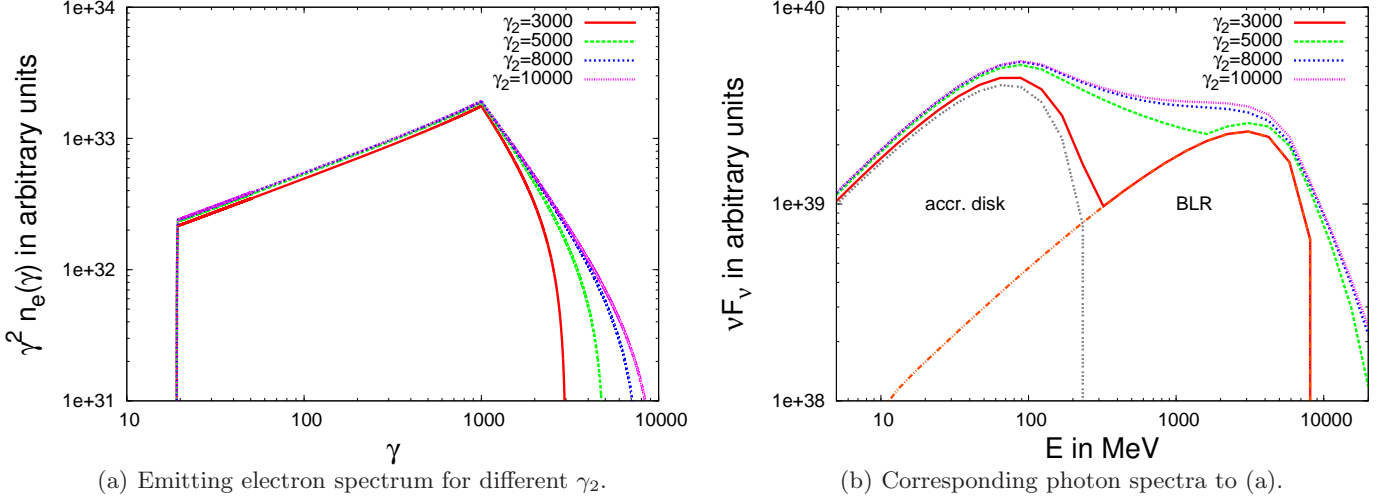 1e+34
1e+33
1e+32
1e+31
γ² nₑ(γ) in arbitrary units
γ₂=3000
γ₂=5000
γ₂=8000
γ₂=10000
10 100 1000 10000
γ
(a) Emitting electron spectrum for different γ₂.
1e+40
1e+39
1e+38
νFν in arbitrary units
γ₂=3000
γ₂=5000
γ₂=8000
γ₂=10000
accr. disk
BLR
10 100 1000 10000
E in MeV
(b) Corresponding photon spectra to (a).